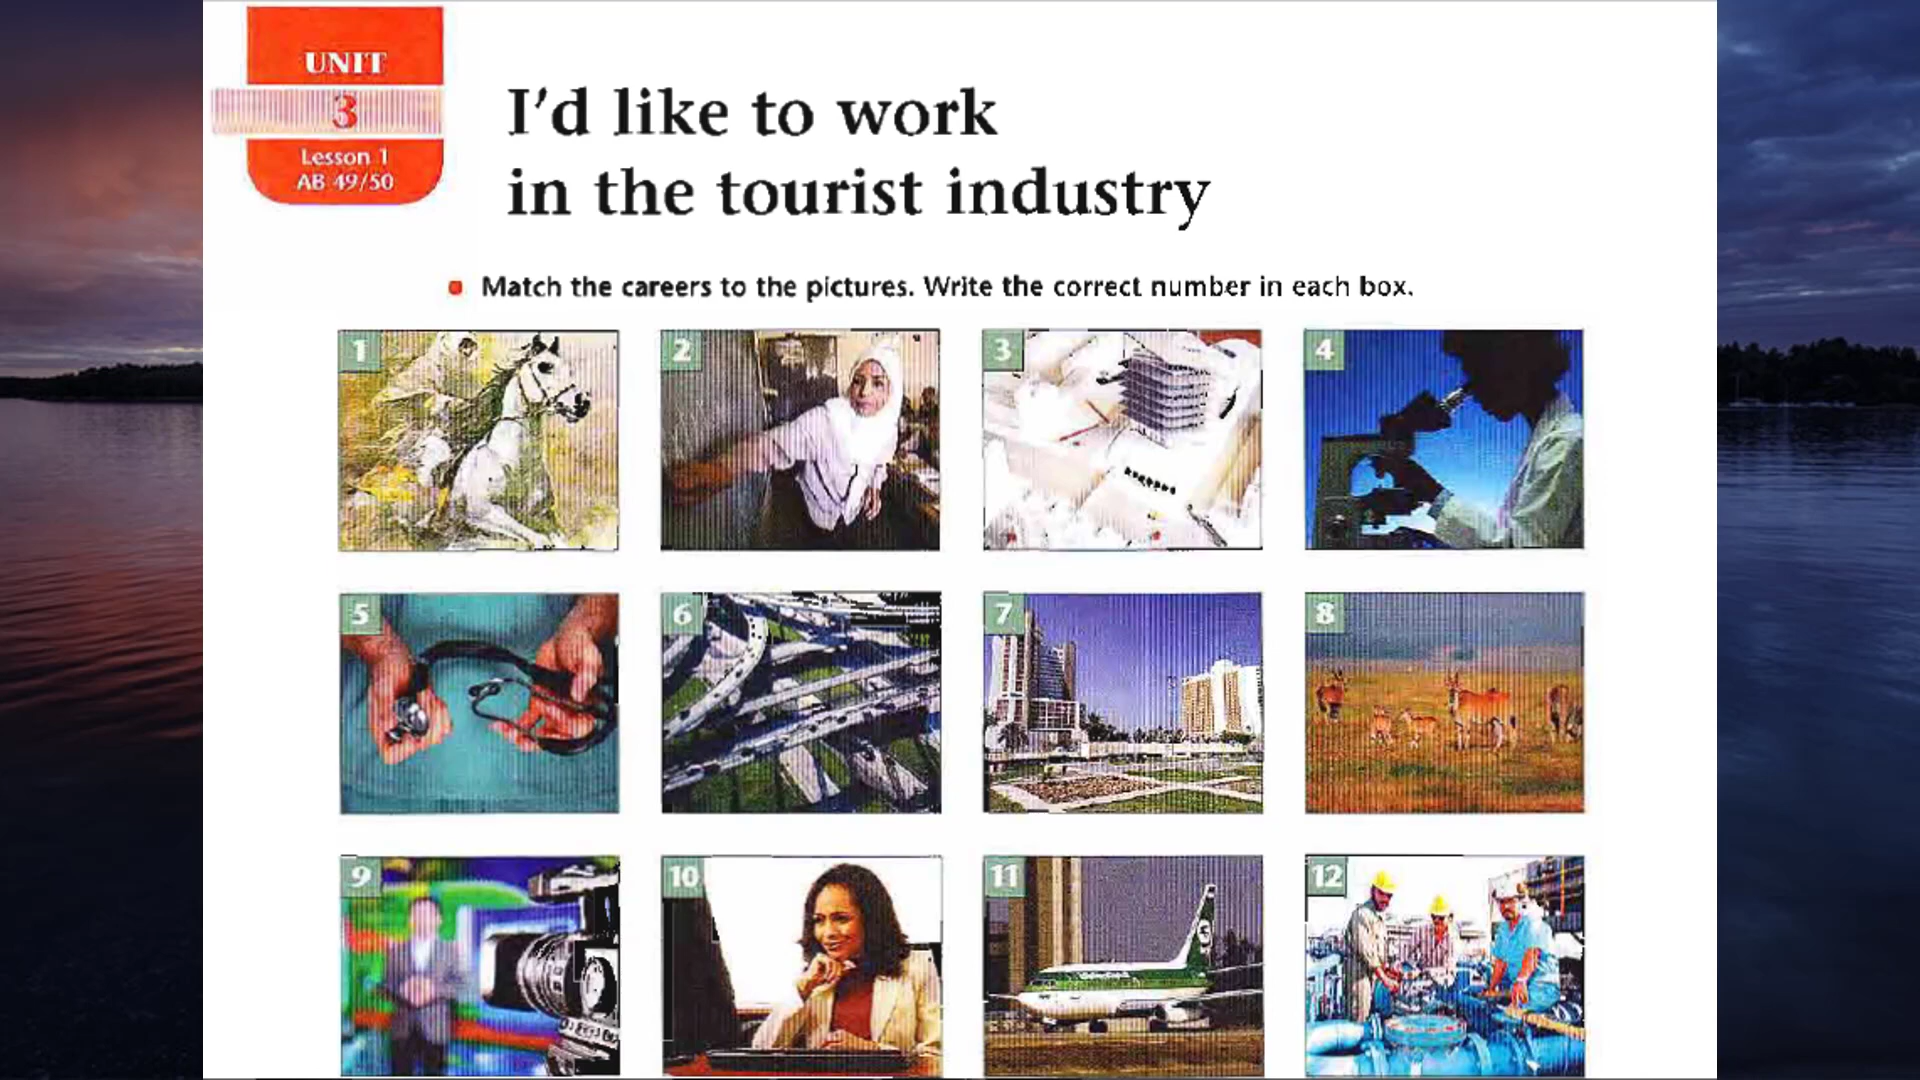 UNIT
3
Lesson 1
AB 49/50
I'd like to work
in the tourist industry
Match the careers to the pictures. Write the correct number in each box.
1
2
3
4
5
6
7
8
9
10
11
12